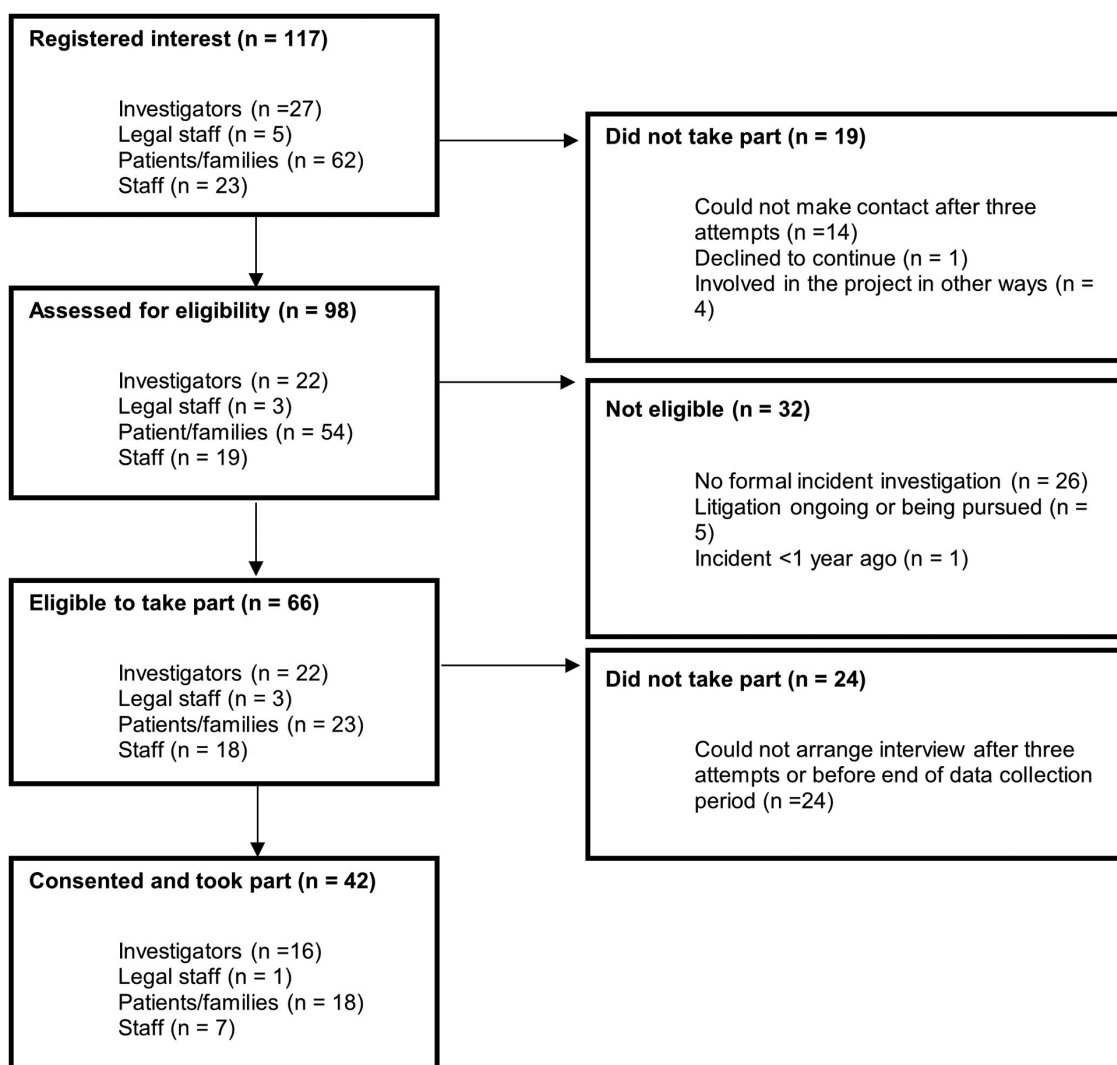 Registered interest (n = 117)
Investigators (n =27)
Legal staff (n = 5)
Patients/families (n = 62)
Staff (n = 23)
Did not take part (n = 19)
Could not make contact after three
attempts (n =14)
Declined to continue (n = 1)
Involved in the project in other ways (n =
4)
Assessed for eligibility (n = 98)
Investigators (n = 22)
Legal staff (n = 3)
Patient/families (n = 54)
Staff (n = 19)
Not eligible (n = 32)
No formal incident investigation (n = 26)
Litigation ongoing or being pursued (n =
5)
Incident <1 year ago (n = 1)
Eligible to take part (n = 66)
Investigators (n = 22)
Legal staff (n = 3)
Patients/families (n = 23)
Staff (n = 18)
Did not take part (n = 24)
Could not arrange interview after three
attempts or before end of data collection
period (n =24)
Consented and took part (n = 42)
Investigators (n =16)
Legal staff (n = 1)
Patients/families (n = 18)
Staff (n = 7)